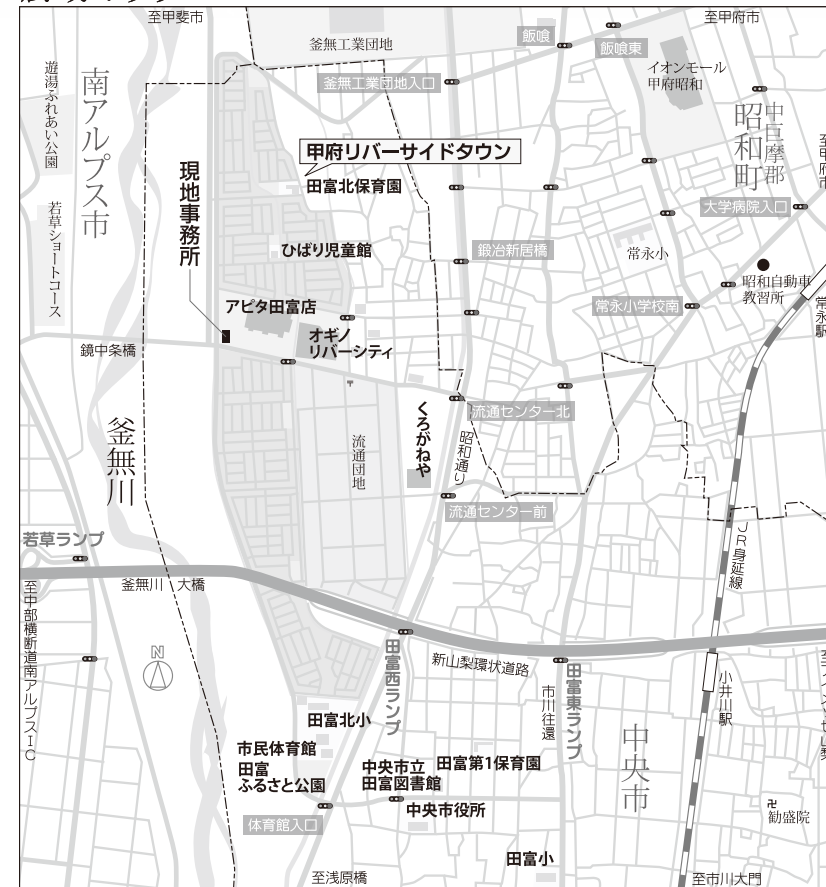 至甲斐市
釜無工業団地
飯喰
飯喰東
至甲府市
遊湯ふれあい公園
南アルプス市
釜無工業団地入口
イオンモール
甲府昭和
中巨摩郡
昭和町
甲府リバーサイドタウン
田富北保育園
現地事務所
若草ショートコース
大学病院入口
ひばり児童館
鍛冶新居橋
常永小
昭和自動車
教習所
常永駅
アピタ田富店
常永小学校南
オギノ
リバーシティ
鏡中条橋
釜無川
くろがねや
流通センター北
昭和通り
流通団地
流通センター前
若草ランプ
JR身延線
釜無川大橋
至中部横断道南アルプスIC
N
田富西ランプ
新山梨環状道路
田富東ランプ
市川往還
小井川駅
中央市
田富北小
市民体育館
田富
ふるさと公園
中央市立
田富図書館
田富第1保育園
中央市役所
体育館入口
卍
勧盛院
田富小
至浅原橋
至市川大門